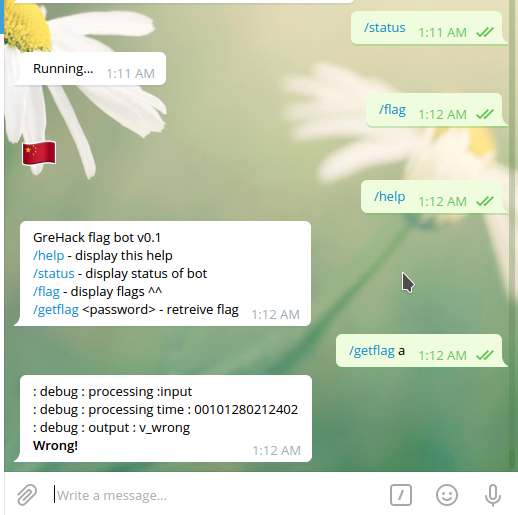 /status 1:11 AM
Running... 1:11 AM
/flag 1:12 AM
/help 1:12 AM
GreHack flag bot v0.1
/help - display this help
/status - display status of bot
/flag - display flags ^^
/getflag <password> - retreive flag 1:12 AM
/getflag a 1:12 AM
: debug : processing :input
: debug : processing time : 00101280212402
: debug : output : v_wrong
Wrong! 1:12 AM
Write a message...